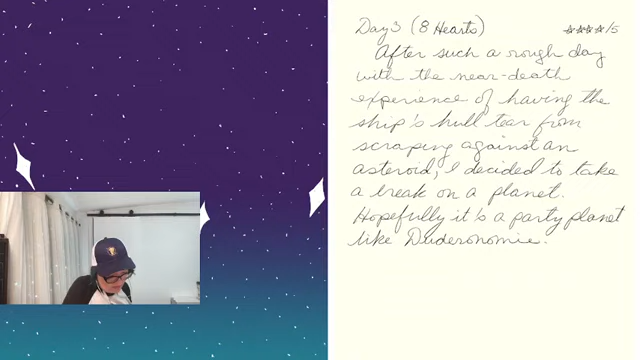 Day 3 (8 Hearts) ☆☆☆☆/5
After such a rough day
with the near-death
experience of having the
ship's hull tear from
scraping against an
asteroid, I decided to take
a break on a planet.
Hopefully it's a party planet
like Duderonomie.